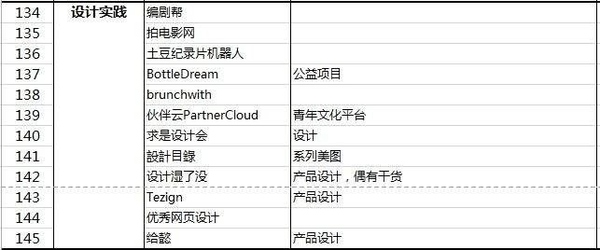 134 设计实践 编剧帮
135 拍电影网
136 土豆纪录片机器人
137 BottleDream 公益项目
138 brunchwith
139 伙伴云PartnerCloud 青年文化平台
140 求是设计会 设计
141 設計目錄 系列美图
142 设计湿了没 产品设计，偶有干货
143 Tezign 产品设计
144 优秀网页设计
145 给懿 产品设计